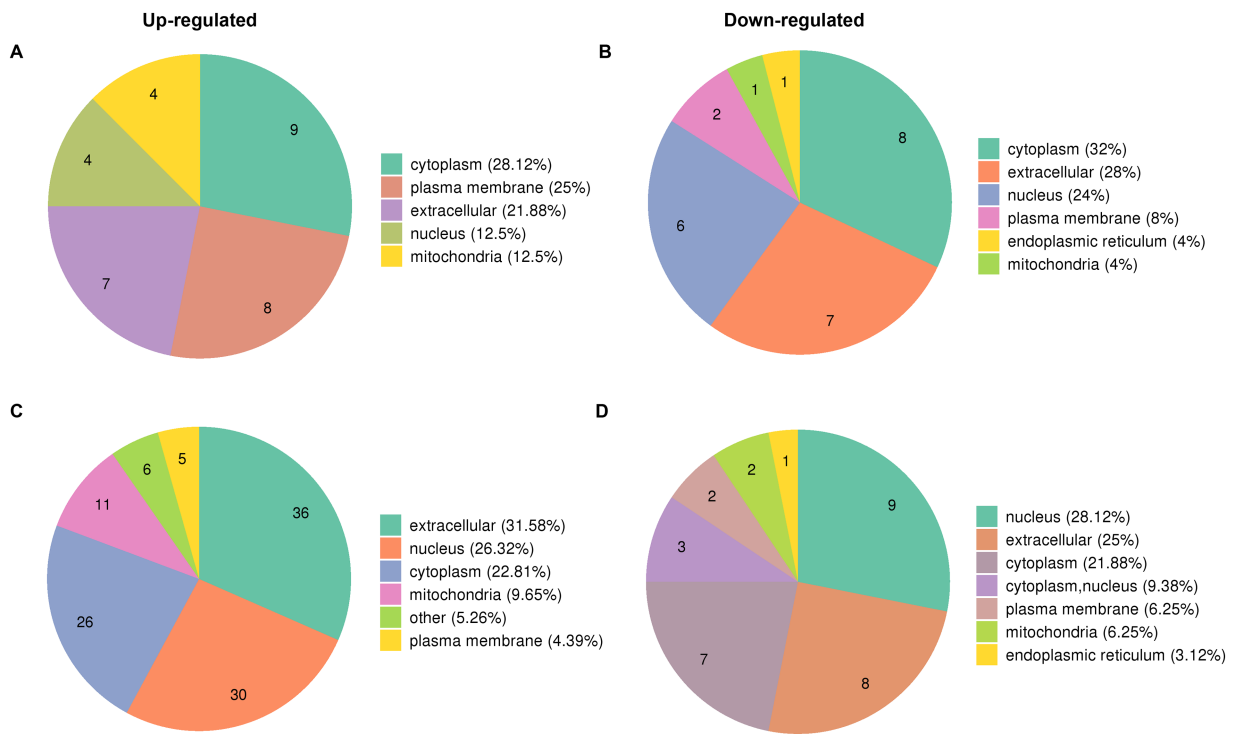 Up-regulated
Down-regulated
A
4
9
4
7
8
cytoplasm (28.12%)
plasma membrane (25%)
extracellular (21.88%)
nucleus (12.5%)
mitochondria (12.5%)
B
1
1
2
8
6
7
cytoplasm (32%)
extracellular (28%)
nucleus (24%)
plasma membrane (8%)
endoplasmic reticulum (4%)
mitochondria (4%)
C
5
6
11
36
26
30
extracellular (31.58%)
nucleus (26.32%)
cytoplasm (22.81%)
mitochondria (9.65%)
other (5.26%)
plasma membrane (4.39%)
D
1
2
2
9
3
7
8
nucleus (28.12%)
extracellular (25%)
cytoplasm (21.88%)
cytoplasm,nucleus (9.38%)
plasma membrane (6.25%)
mitochondria (6.25%)
endoplasmic reticulum (3.12%)